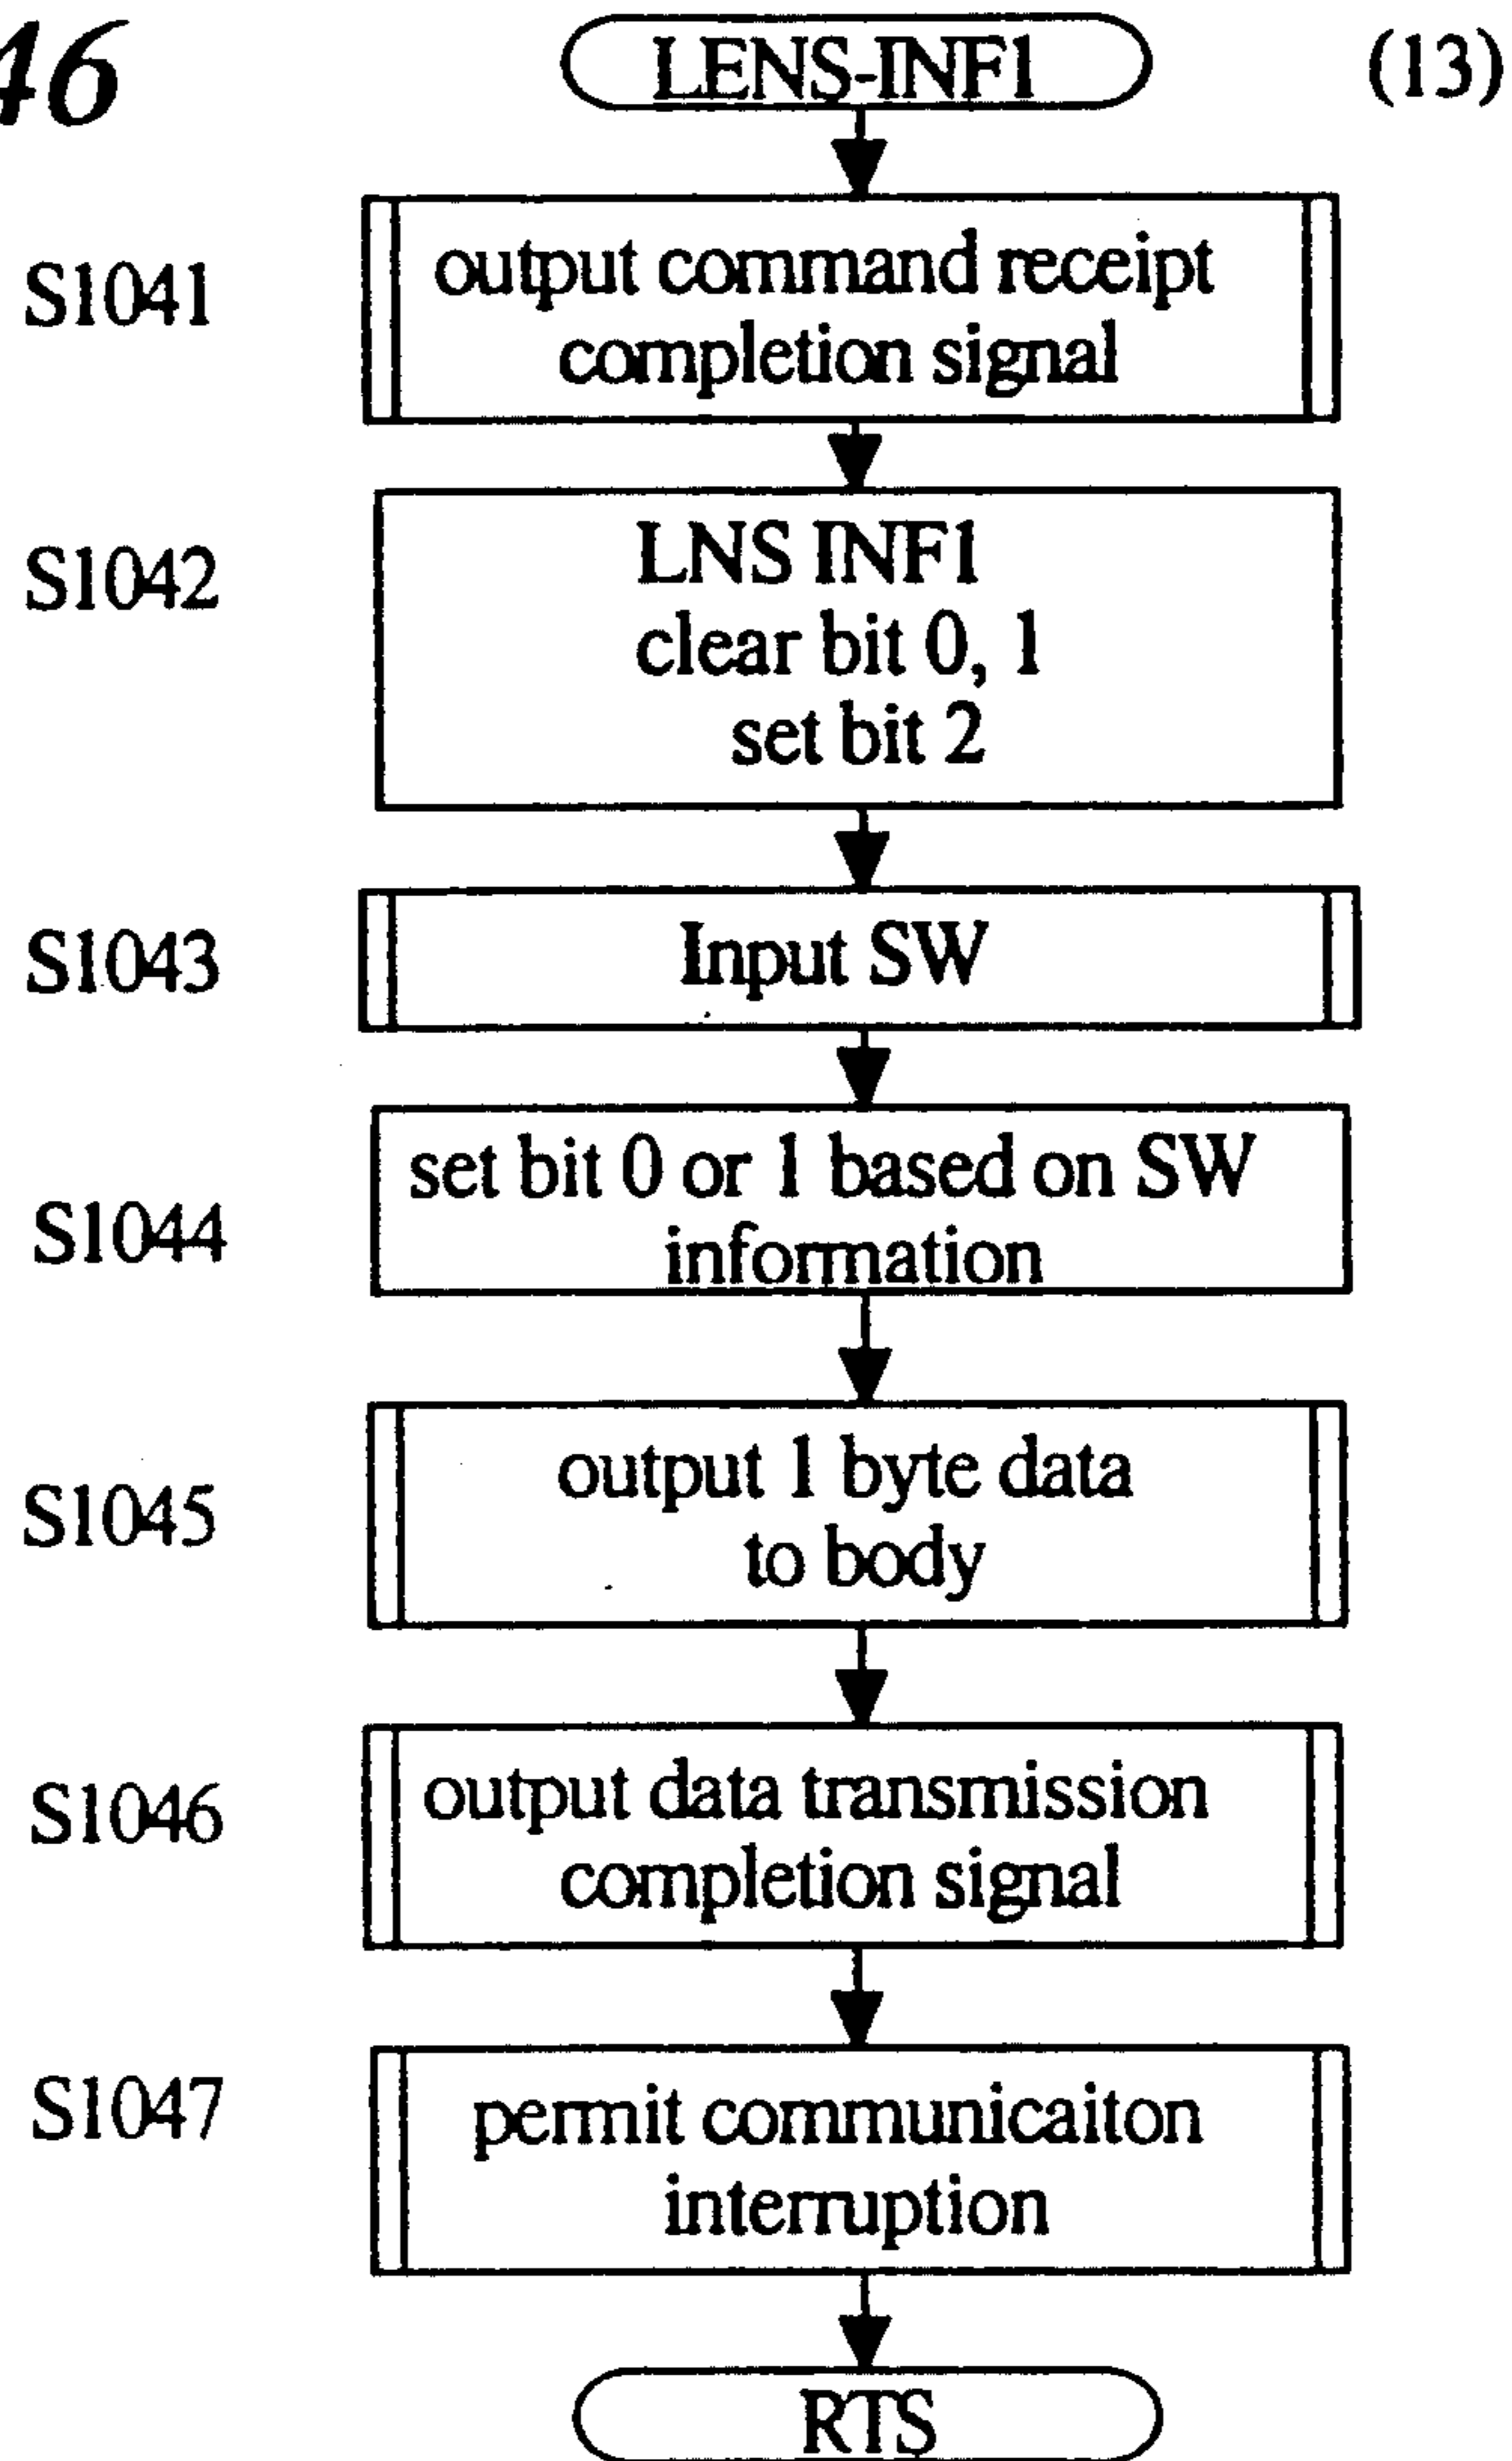 46
LENS-INF1
(13)
S1041
output command receipt
completion signal
S1042
LNS INF1
clear bit 0, 1
set bit 2
S1043
Input SW
S1044
set bit 0 or 1 based on SW
information
S1045
output 1 byte data
to body
S1046
output data transmission
completion signal
S1047
permit communicaiton
interruption
RTS